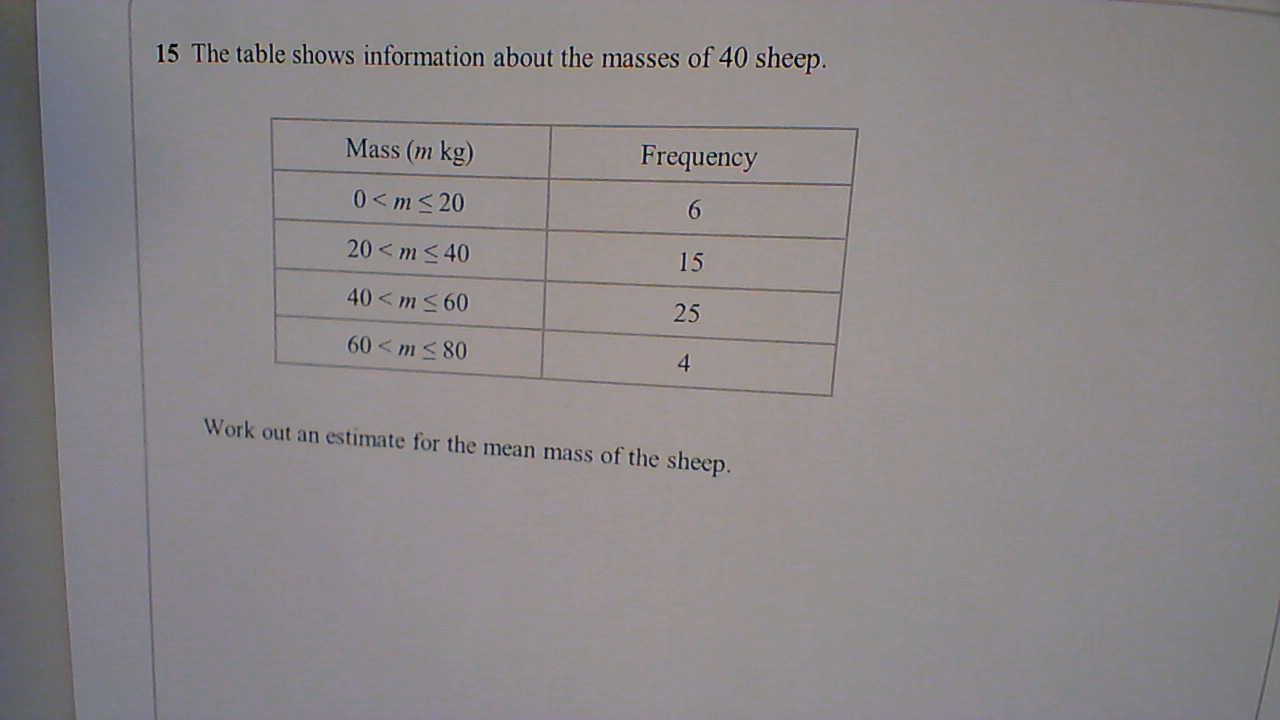 15 The table shows information about the masses of 40 sheep.
Mass (m kg) Frequency
0 < m ≤ 20 6
20 < m ≤ 40 15
40 < m ≤ 60 25
60 < m ≤ 80 4
Work out an estimate for the mean mass of the sheep.